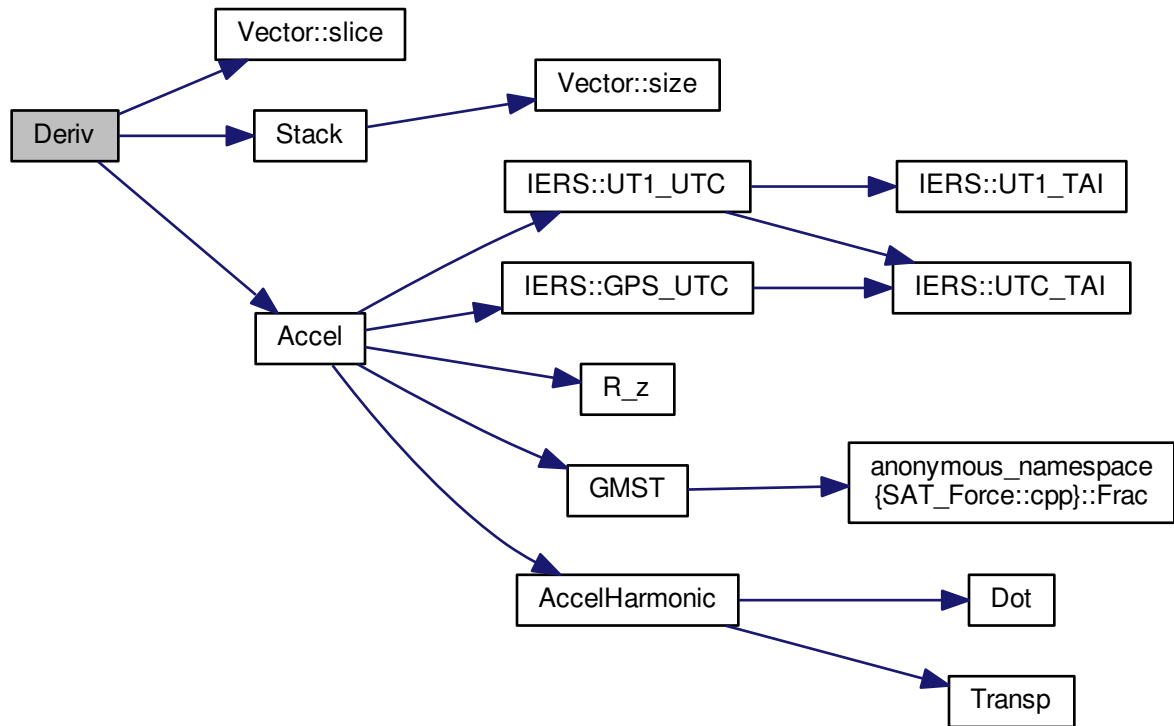 Vector::slice
Vector::size
Deriv
Stack
IERS::UT1_UTC
IERS::UT1_TAI
IERS::GPS_UTC
IERS::UTC_TAI
Accel
R_z
anonymous_namespace
{SAT_Force::cpp}::Frac
GMST
AccelHarmonic
Dot
Transp